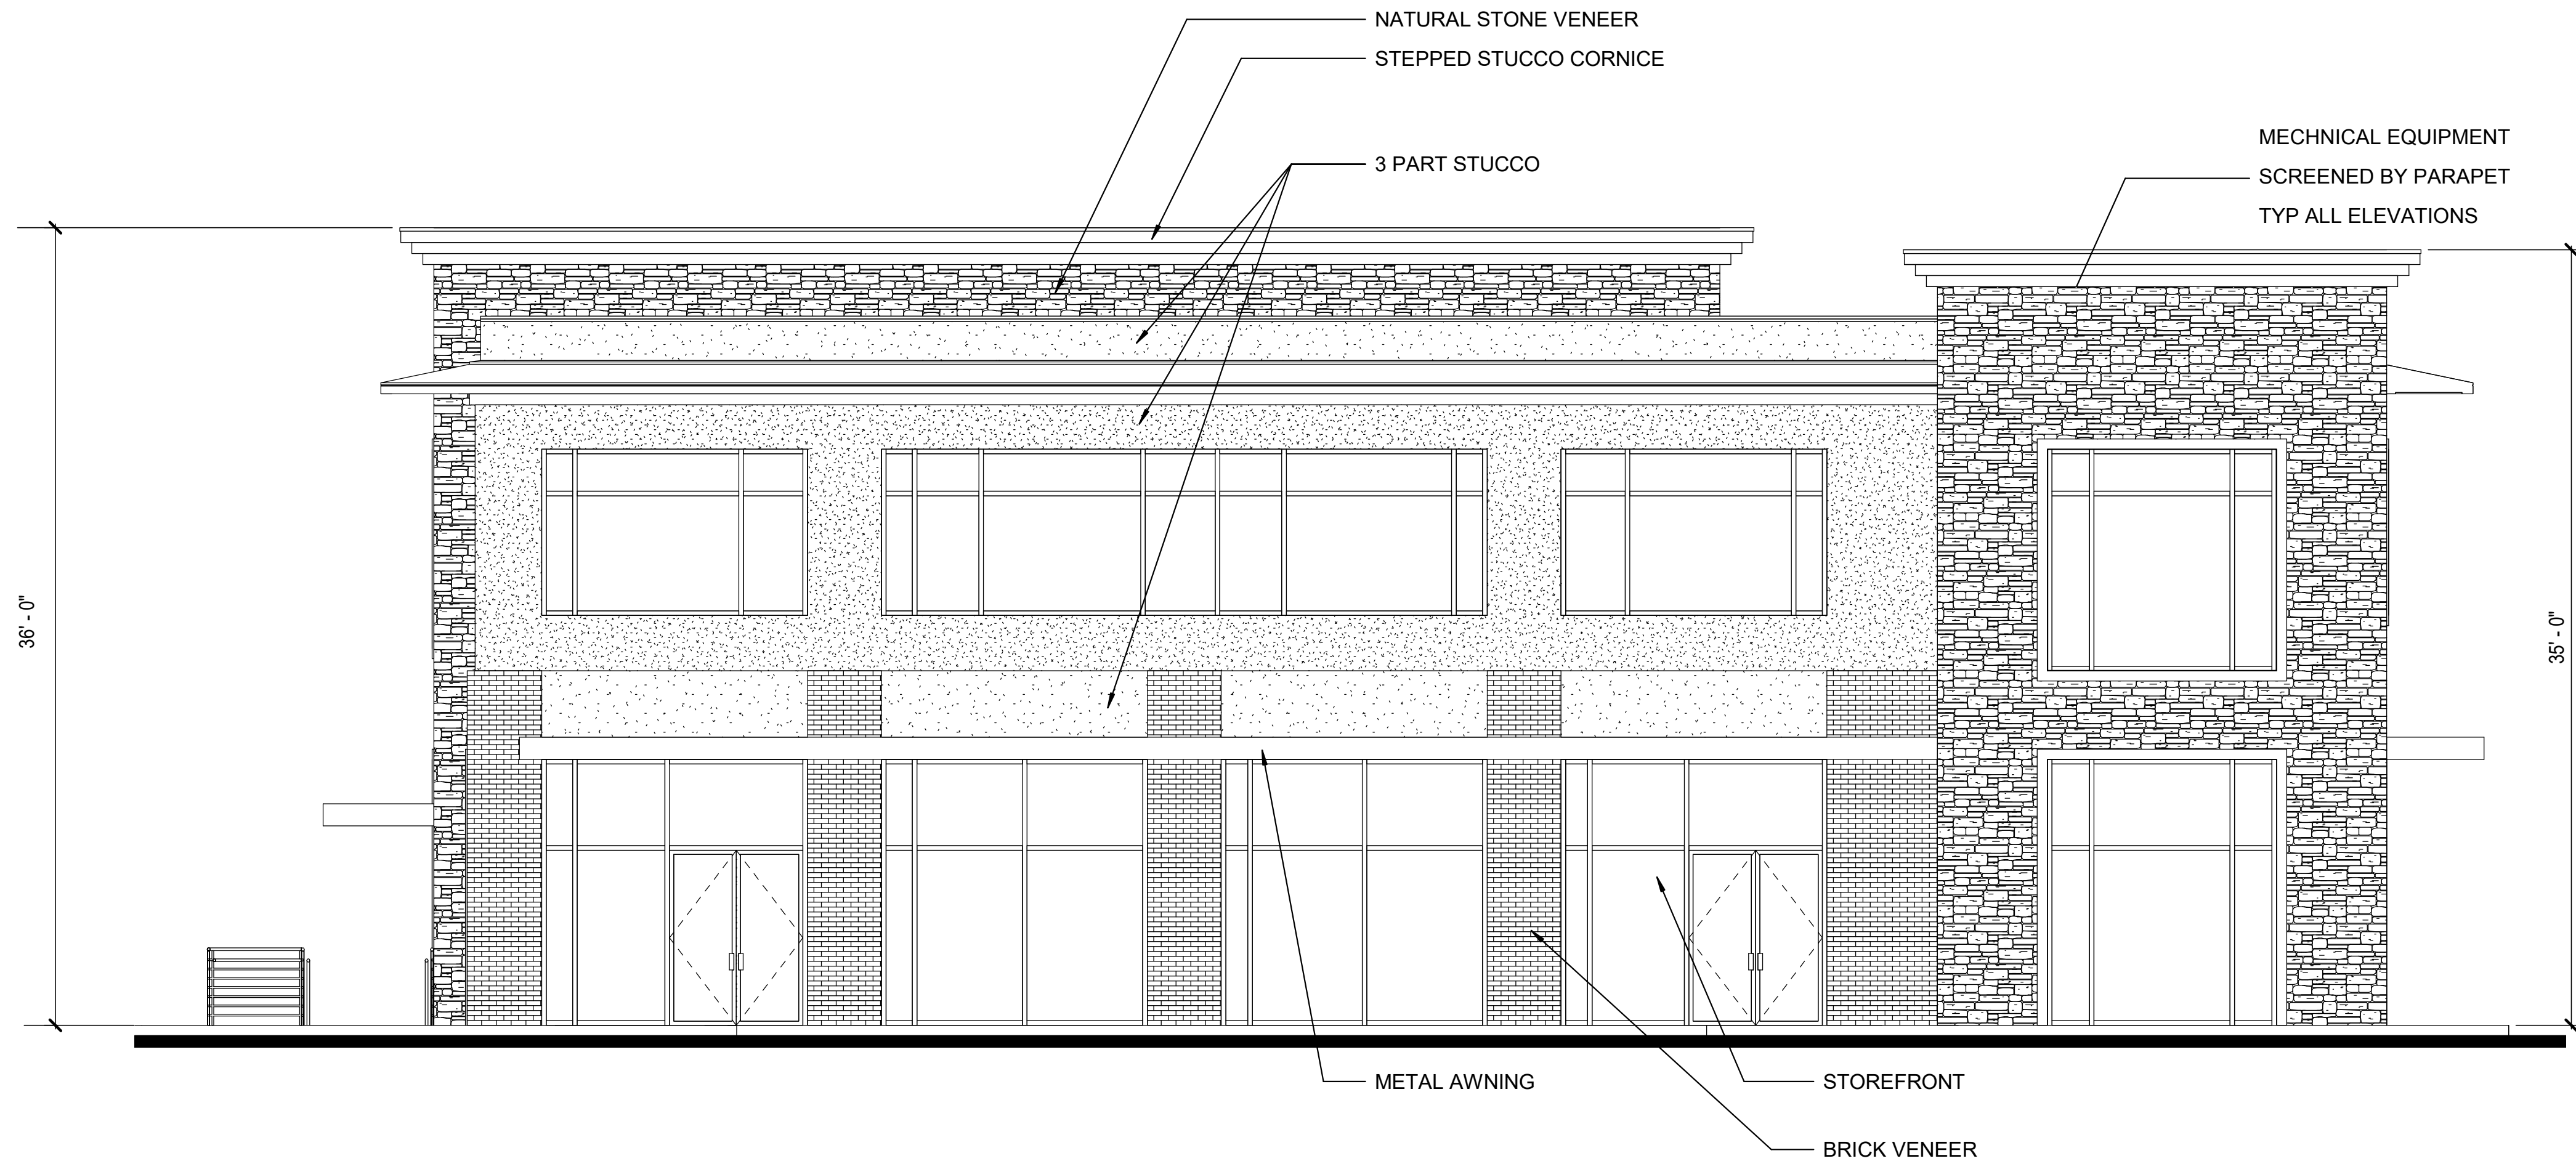 NATURAL STONE VENEER
STEPPED STUCCO CORNICE
3 PART STUCCO
MECHNICAL EQUIPMENT
SCREENED BY PARAPET
TYP ALL ELEVATIONS
36' - 0"
35' - 0"
METAL AWNING
STOREFRONT
BRICK VENEER